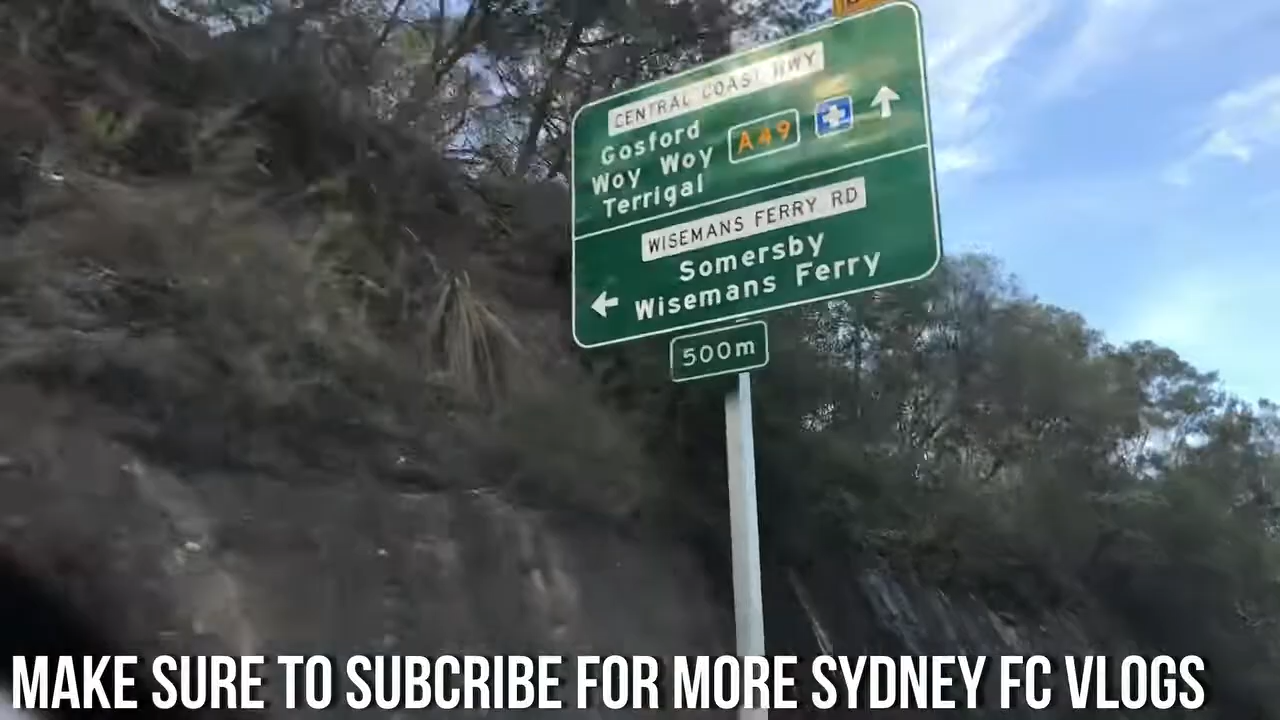 CENTRAL COAST HWY
Gosford
Woy Woy A49
Terrigal
WISEMANS FERRY RD
Somersby
Wisemans Ferry
500m
MAKE SURE TO SUBCRIBE FOR MORE SYDNEY FC VLOGS